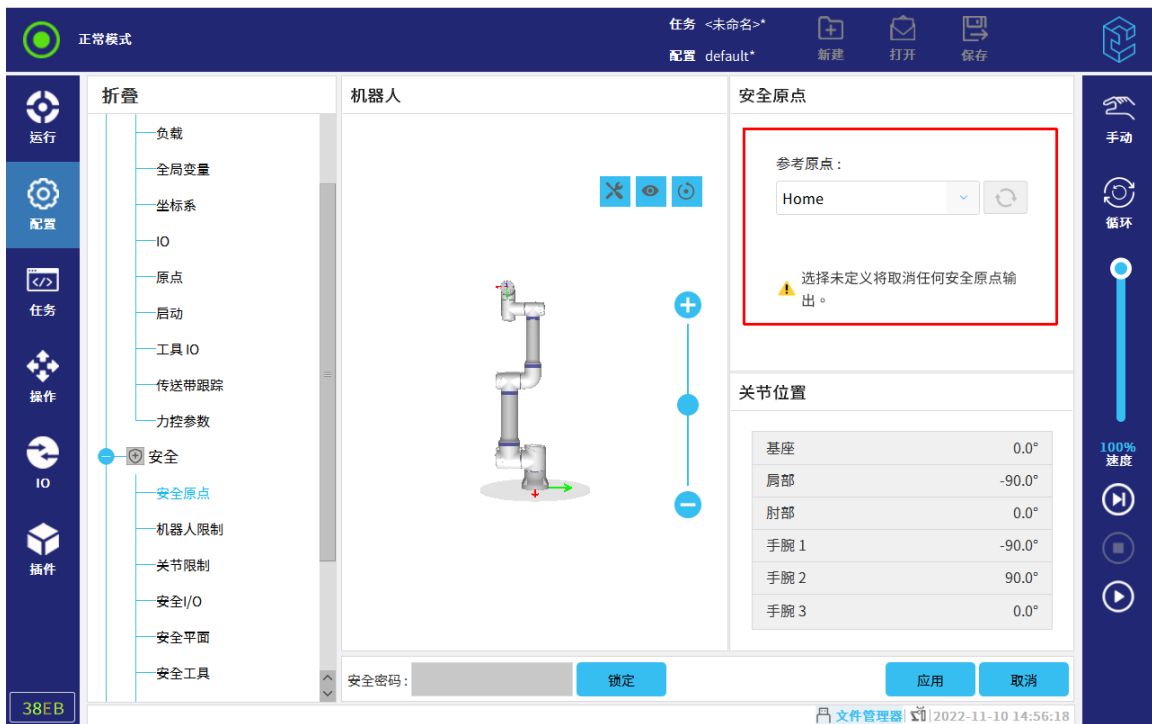 正常模式
任务 <未命名>*
配置 default*
新建
打开
保存
运行
配置
任务
操作
IO
插件
38EB
折叠
负载
全局变量
坐标系
IO
原点
启动
工具 IO
传送带跟踪
力控参数
安全
安全原点
机器人限制
关节限制
安全I/O
安全平面
安全工具
机器人
安全原点
参考原点:
Home
选择未定义将取消任何安全原点输
出。
关节位置
基座 0.0°
肩部 -90.0°
肘部 0.0°
手腕 1 -90.0°
手腕 2 90.0°
手腕 3 0.0°
安全密码:
锁定
应用
取消
手动
循环
100%
速度
文件管理器
2022-11-10 14:56:18